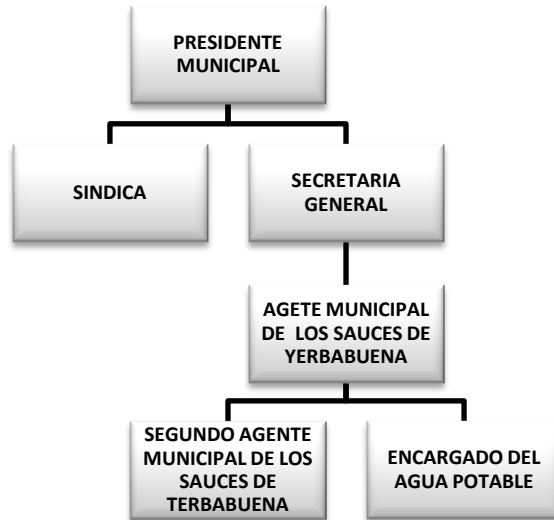 PRESIDENTE
MUNICIPAL
SINDICA
SECRETARIA
GENERAL
AGETE MUNICIPAL
DE LOS SAUCES DE
YERBABUENA
SEGUNDO AGENTE
MUNICIPAL DE LOS
SAUCES DE
TERBABUENA
ENCARGADO DEL
AGUA POTABLE